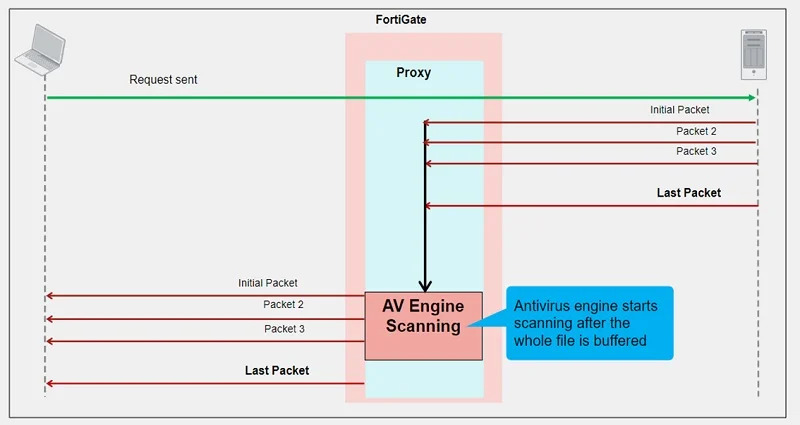 FortiGate
Proxy
Request sent
Initial Packet
Packet 2
Packet 3
Last Packet
Initial Packet
Packet 2
Packet 3
Last Packet
AV Engine
Scanning
Antivirus engine starts
scanning after the
whole file is buffered